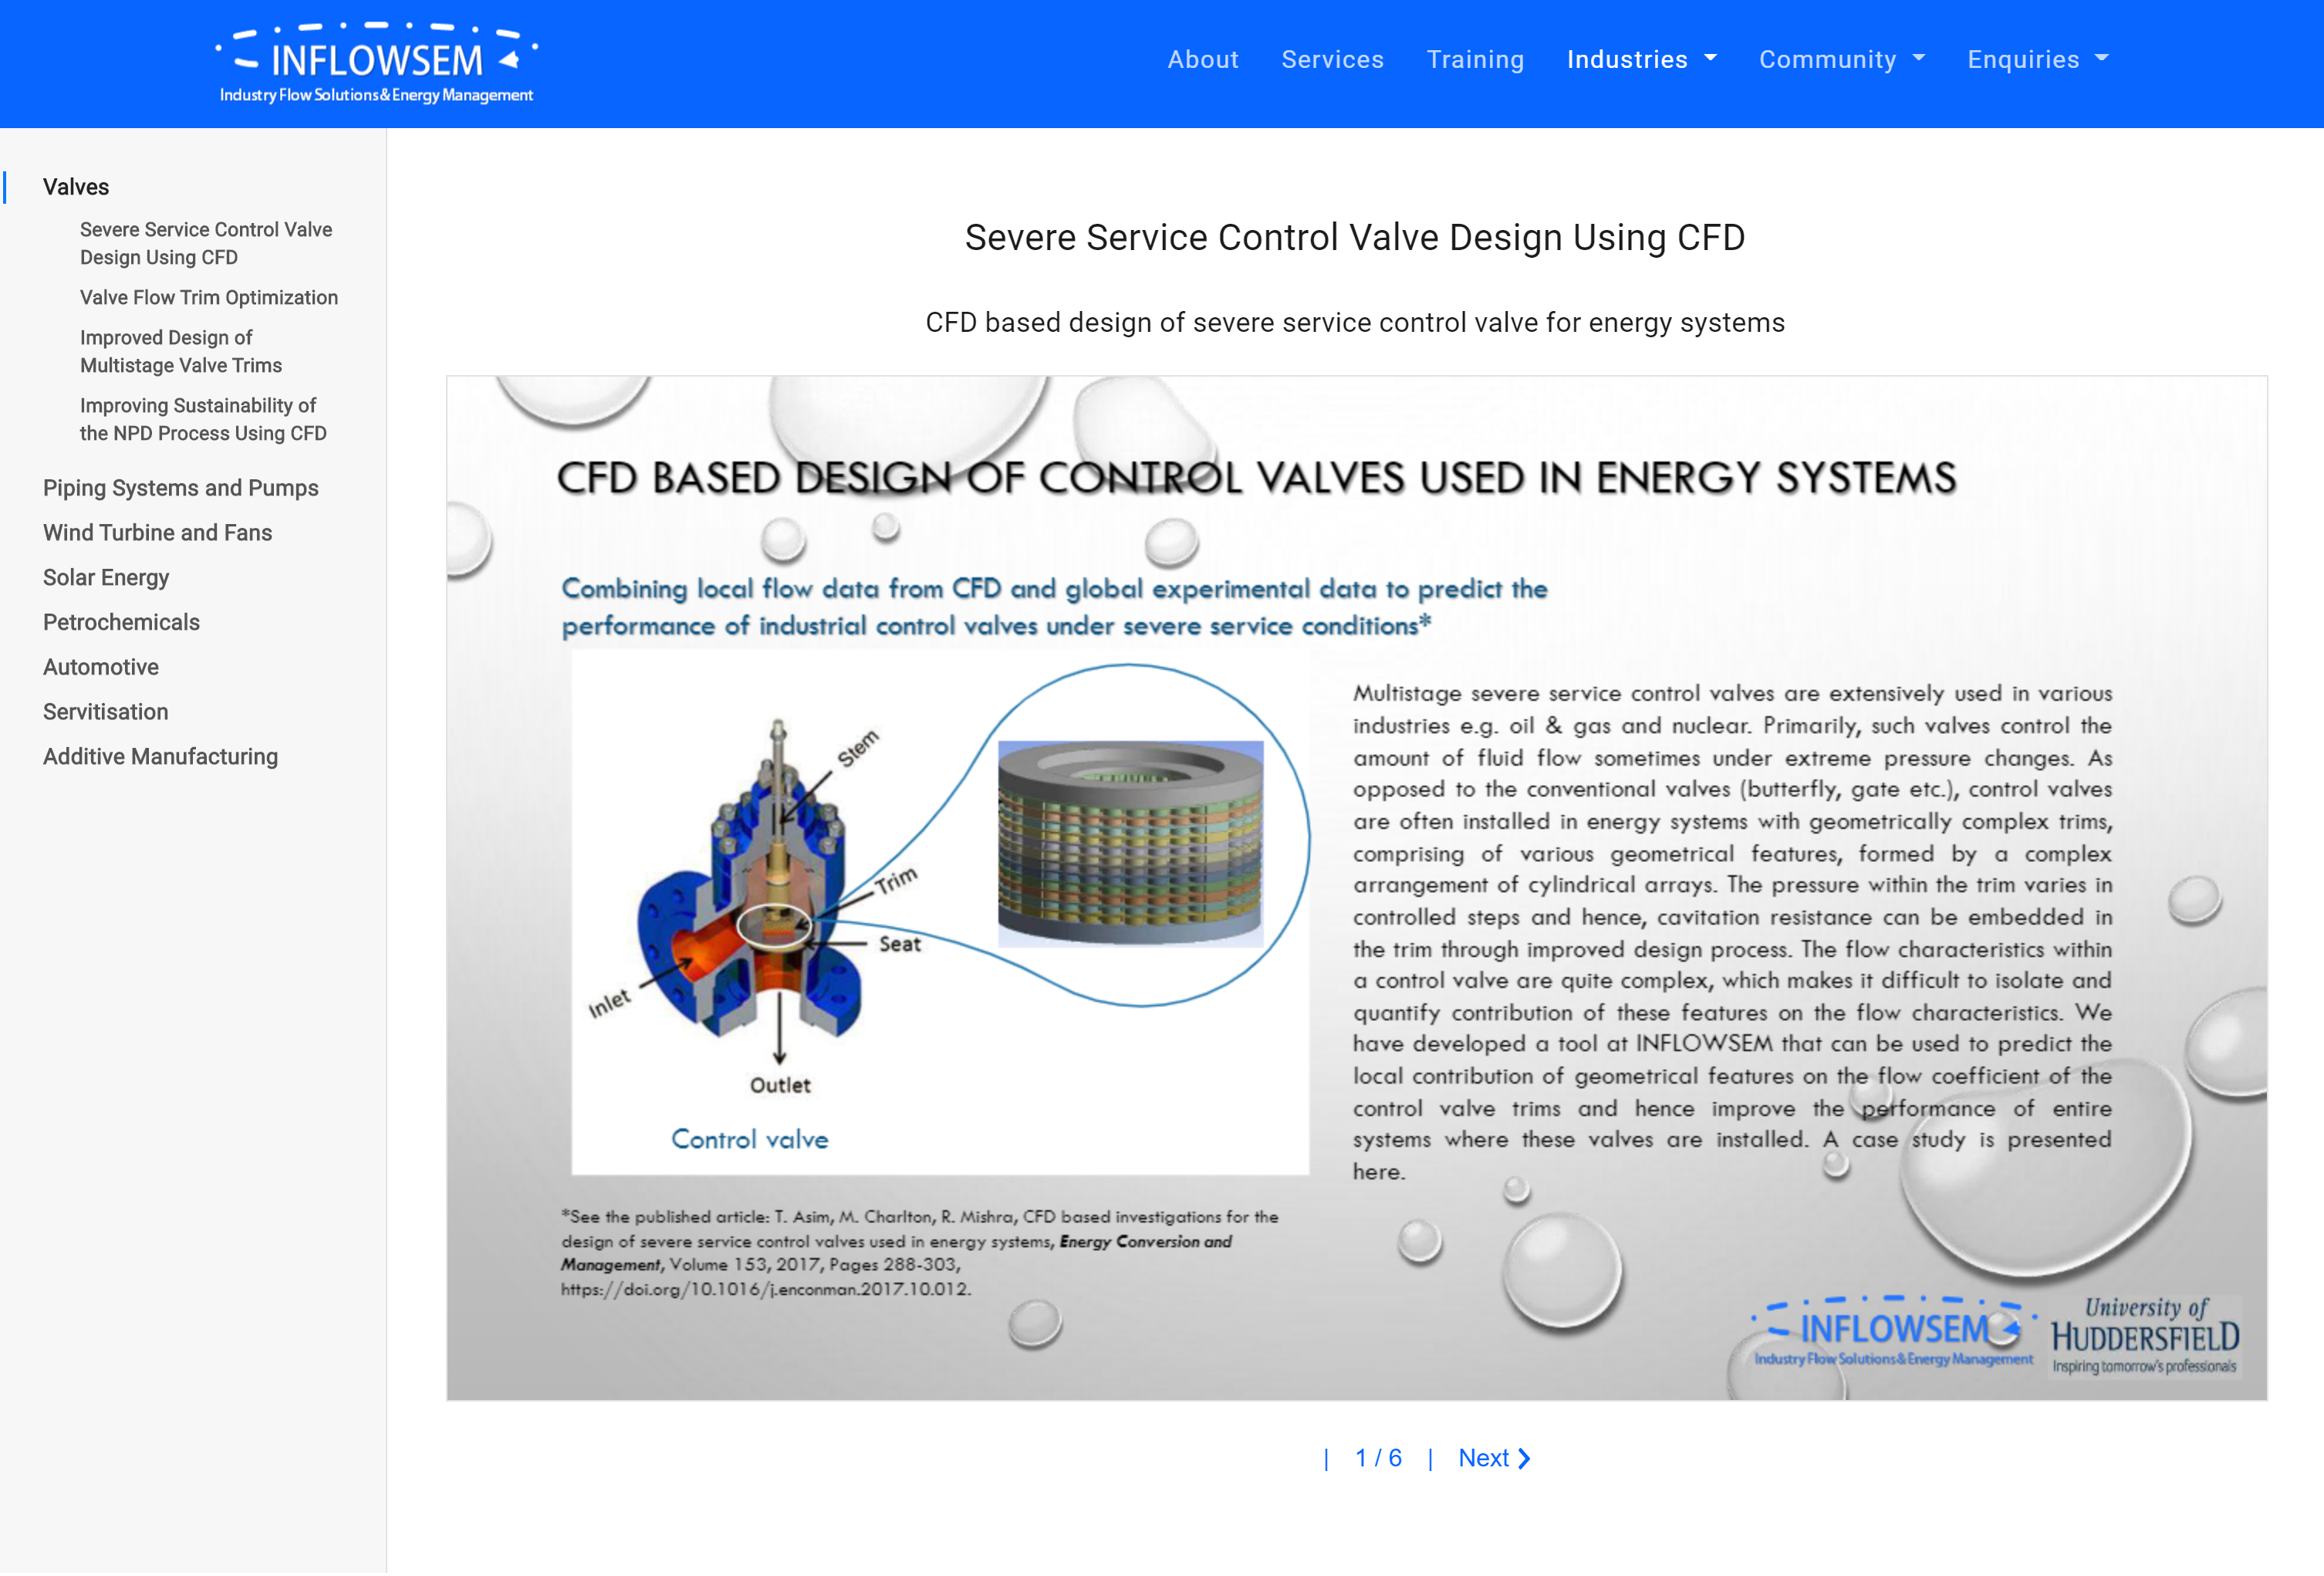 INFLOWSEM
Industry Flow Solutions & Energy Management
About
Services
Training
Industries
Community
Enquiries
Valves
Severe Service Control Valve
Design Using CFD
Valve Flow Trim Optimization
Improved Design of
Multistage Valve Trims
Improving Sustainability of
the NPD Process Using CFD
Piping Systems and Pumps
Wind Turbine and Fans
Solar Energy
Petrochemicals
Automotive
Servitisation
Additive Manufacturing
Severe Service Control Valve Design Using CFD
CFD based design of severe service control valve for energy systems
CFD BASED DESIGN OF CONTROL VALVES USED IN ENERGY SYSTEMS
Combining local flow data from CFD and global experimental data to predict the
performance of industrial control valves under severe service conditions*
Stem
Trim
Seat
Inlet
Outlet
Control valve
Multistage severe service control valves are extensively used in various
industries e.g. oil & gas and nuclear. Primarily, such valves control the
amount of fluid flow sometimes under extreme pressure changes. As
opposed to the conventional valves (butterfly, gate etc.), control valves
are often installed in energy systems with geometrically complex trims,
comprising of various geometrical features, formed by a complex
arrangement of cylindrical arrays. The pressure within the trim varies in
controlled steps and hence, cavitation resistance can be embedded in
the trim through improved design process. The flow characteristics within
a control valve are quite complex, which makes it difficult to isolate and
quantify contribution of these features on the flow characteristics. We
have developed a tool at INFLOWSEM that can be used to predict the
local contribution of geometrical features on the flow coefficient of the
control valve trims and hence improve the performance of entire
systems where these valves are installed. A case study is presented
here.
*See the published article: T. Asim, M. Charlton, R. Mishra, CFD based investigations for the
design of severe service control valves used in energy systems, Energy Conversion and
Management, Volume 153, 2017, Pages 288-303,
https://doi.org/10.1016/j.enconman.2017.10.012.
INFLOWSEM
Industry Flow Solutions & Energy Management
University of
HUDDERSFIELD
Inspiring tomorrow's professionals
| 1 / 6 | Next